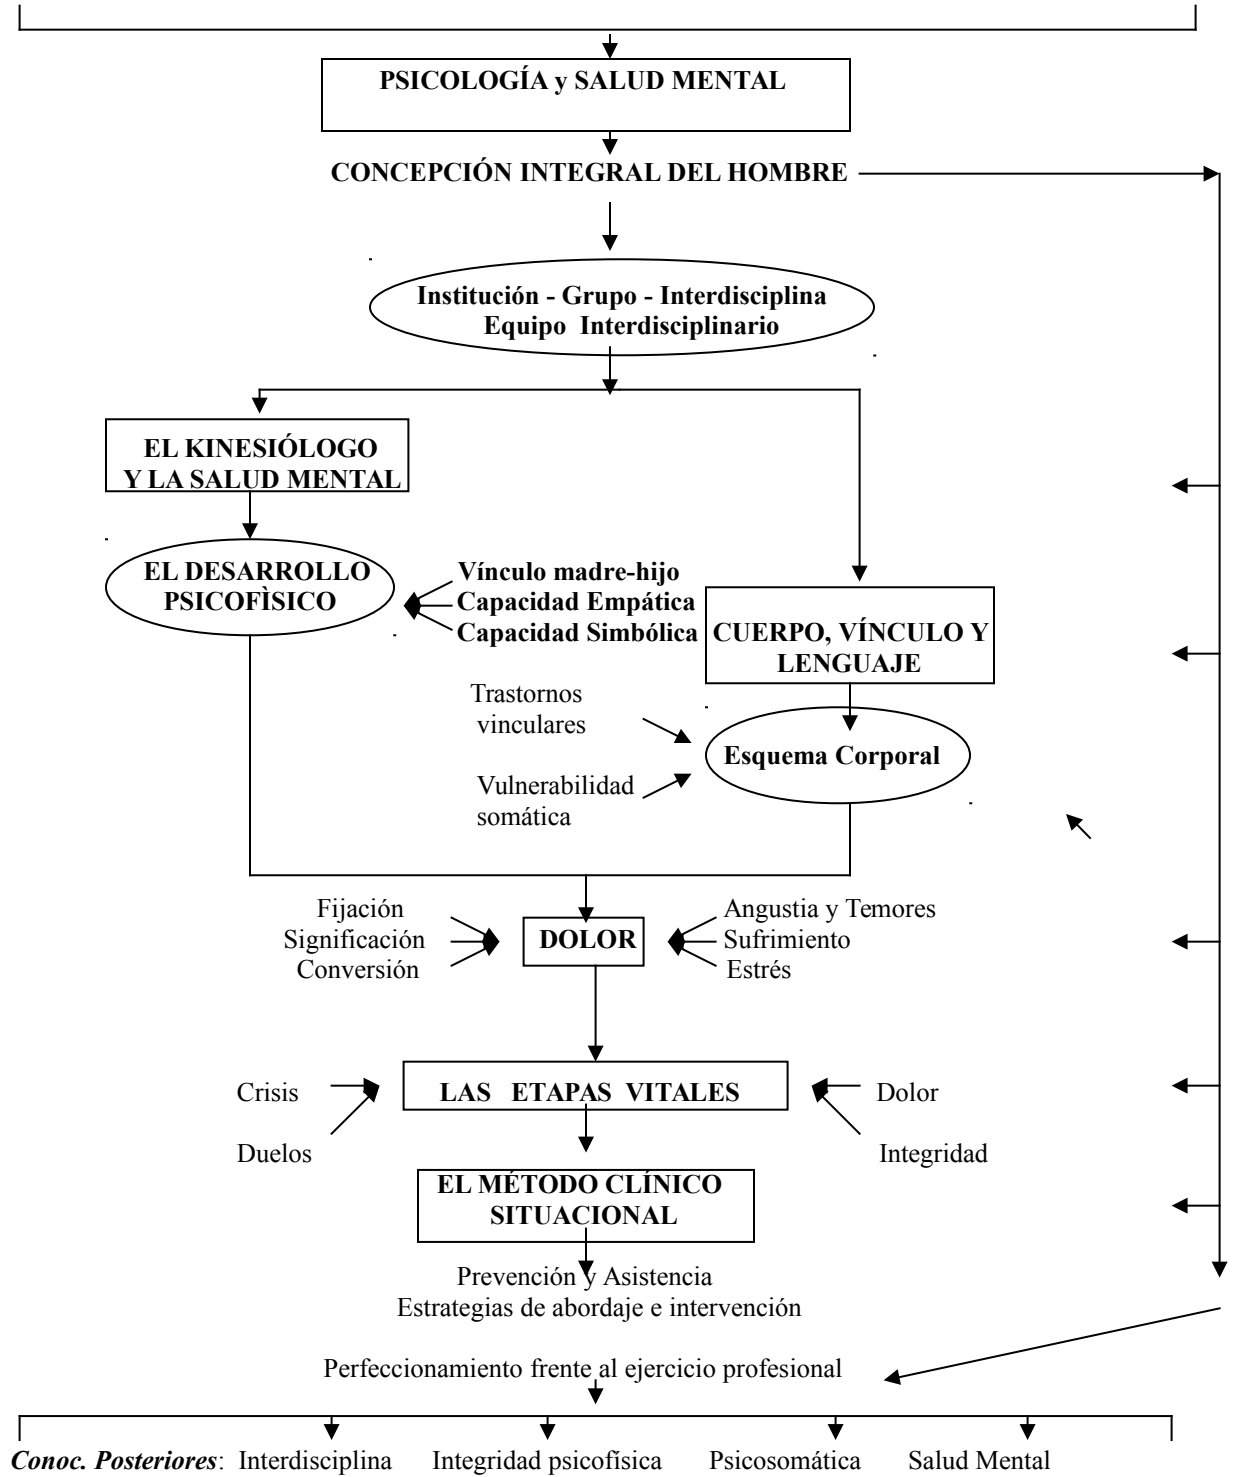 PSICOLOGÍA y SALUD MENTAL
CONCEPCIÓN INTEGRAL DEL HOMBRE
Institución - Grupo - Interdisciplina
Equipo Interdisciplinario
EL KINESIÓLOGO
Y LA SALUD MENTAL
EL DESARROLLO
PSICOFÌSICO
Vínculo madre-hijo
Capacidad Empática
Capacidad Simbólica
CUERPO, VÍNCULO Y
LENGUAJE
Trastornos
vinculares
Esquema Corporal
Vulnerabilidad
somática
Fijación
Significación
Conversión
DOLOR
Angustia y Temores
Sufrimiento
Estrés
Crisis
Duelos
LAS ETAPAS VITALES
Dolor
Integridad
EL MÉTODO CLÍNICO
SITUACIONAL
Prevención y Asistencia
Estrategias de abordaje e intervención
Perfeccionamiento frente al ejercicio profesional
Conoc. Posteriores: Interdisciplina Integridad psicofísica Psicosomática Salud Mental